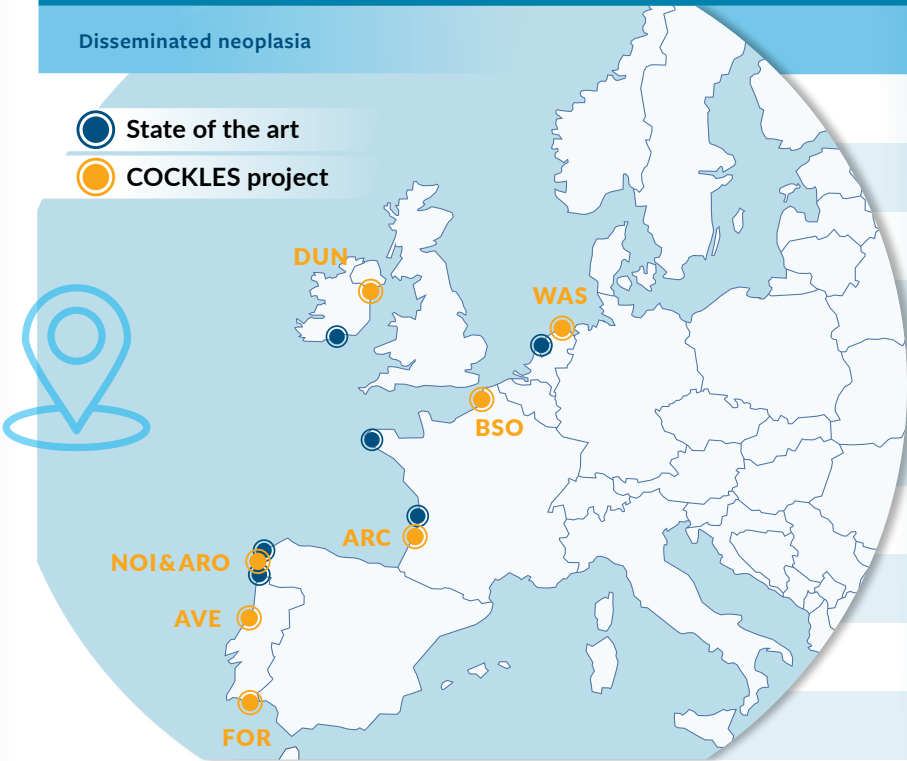 Disseminated neoplasia
State of the art
COCKLES project
DUN
WAS
BSO
ARC
NOI&ARO
AVE
FOR